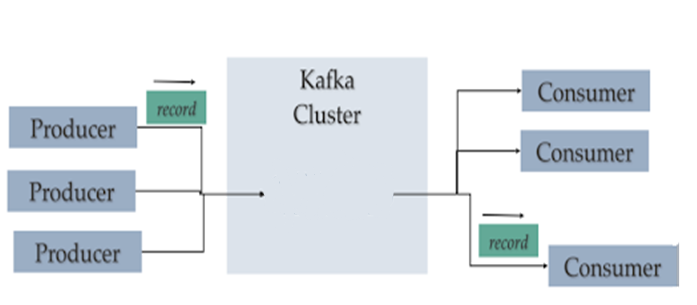 Kafka
Cluster
record
Producer
Producer
Producer
Consumer
Consumer
record
Consumer